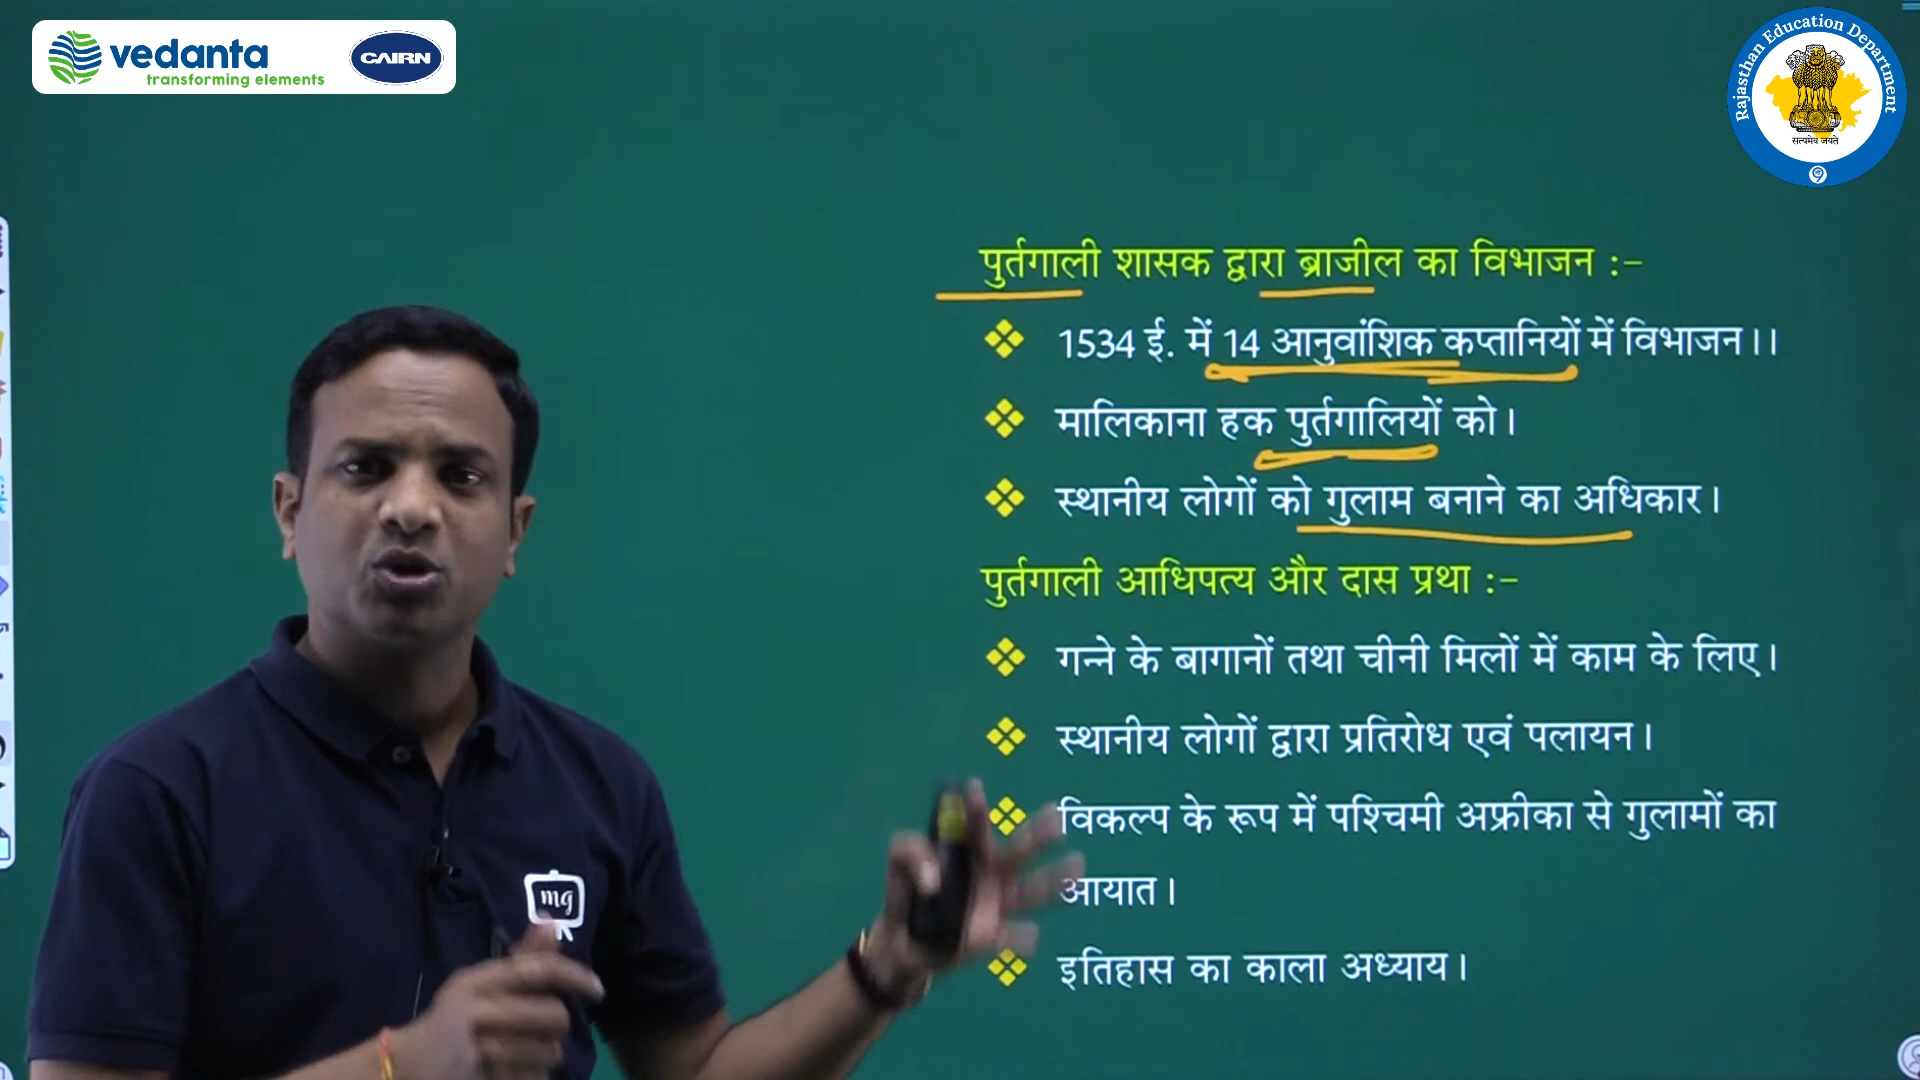 vedanta
transforming elements
CAIRN
Rajasthan Education Department
सत्यमेव जयते
पुर्तगाली शासक द्वारा ब्राजील का विभाजन :-
1534 ई. में 14 आनुवांशिक कप्तानियों में विभाजन।।
मालिकाना हक पुर्तगालियों को।
स्थानीय लोगों को गुलाम बनाने का अधिकार।
पुर्तगाली आधिपत्य और दास प्रथा :-
गन्ने के बागानों तथा चीनी मिलों में काम के लिए।
स्थानीय लोगों द्वारा प्रतिरोध एवं पलायन।
विकल्प के रूप में पश्चिमी अफ्रीका से गुलामों का
आयात।
इतिहास का काला अध्याय।
mg